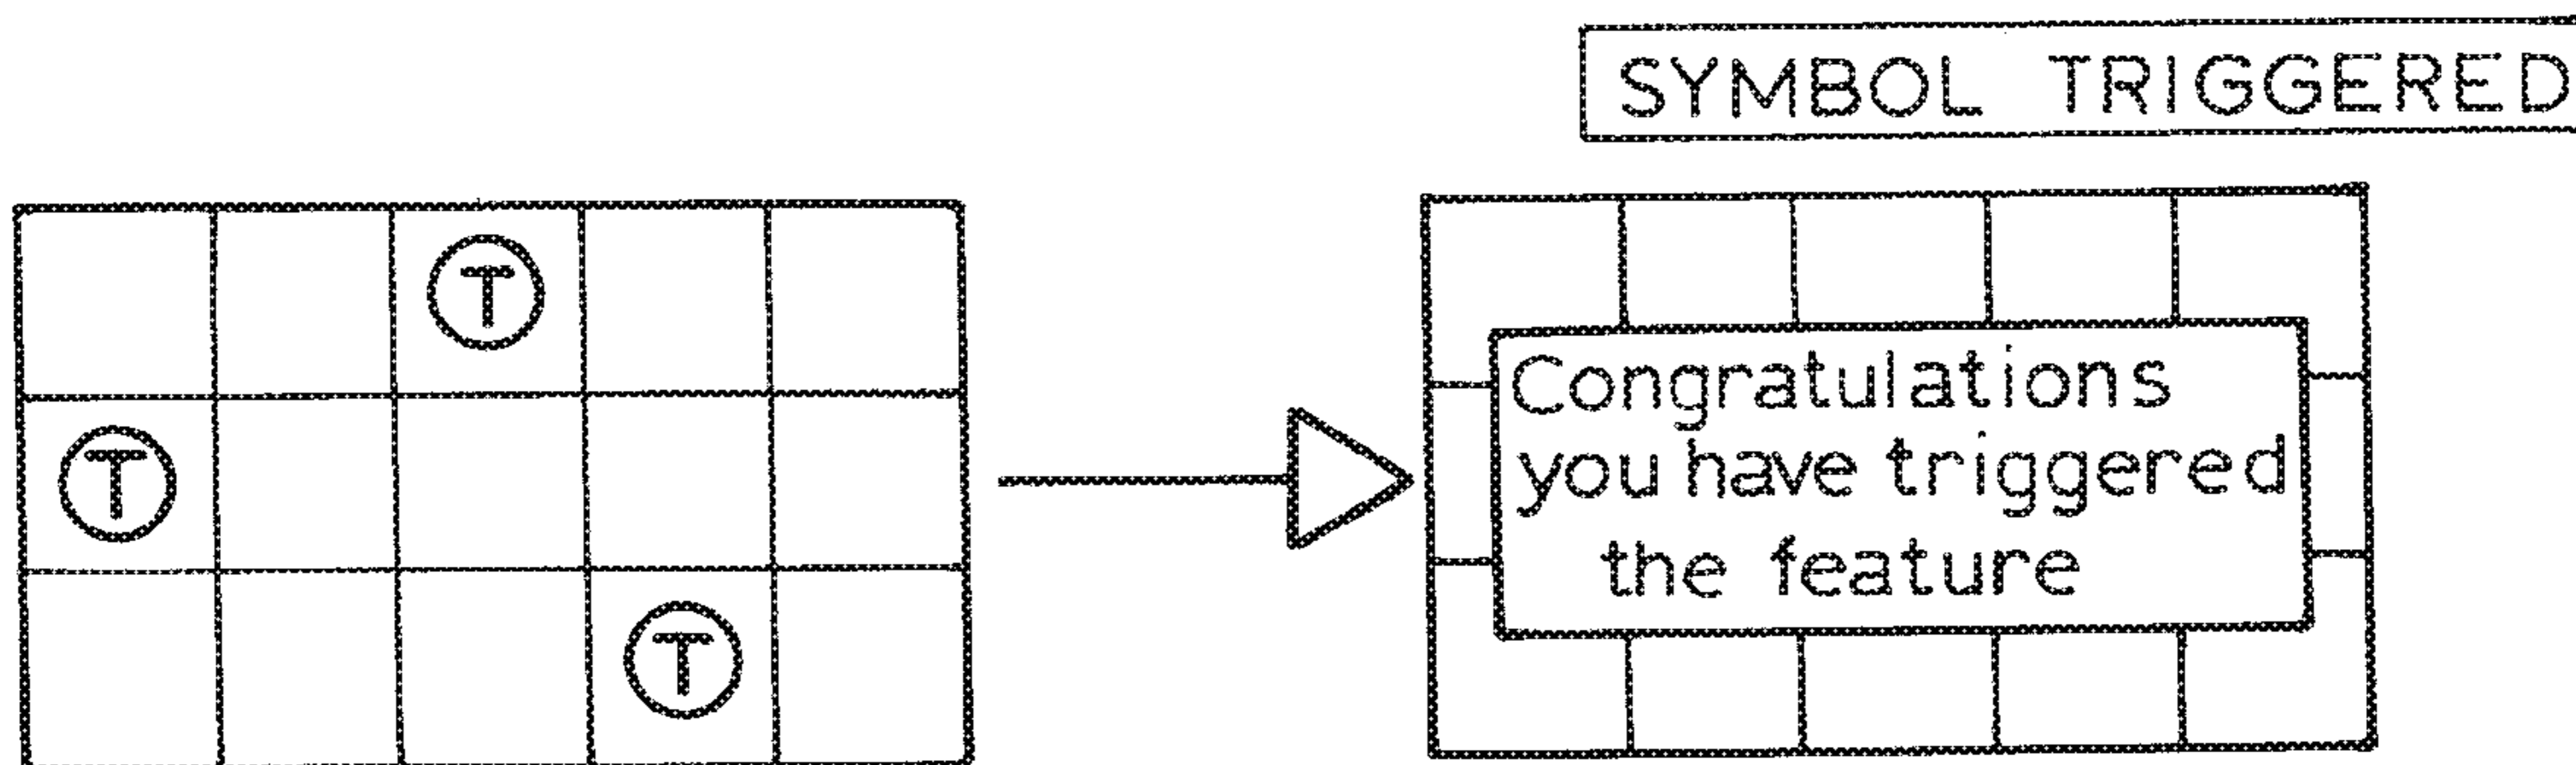 SYMBOL TRIGGERED
T
T
T
Congratulations
you have triggered
the feature